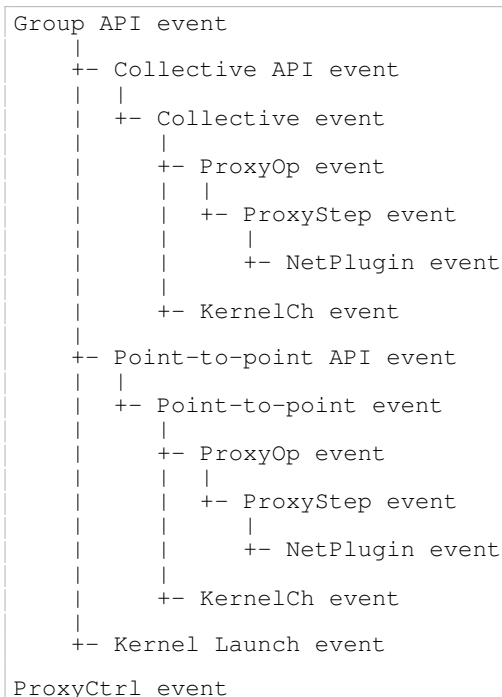 Group API event
    |
    +- Collective API event
    |  |
    |  +- Collective event
    |     |
    |     +- ProxyOp event
    |     |  |
    |     |  +- ProxyStep event
    |     |     |
    |     |     +- NetPlugin event
    |     |
    |     +- KernelCh event
    |
    +- Point-to-point API event
    |  |
    |  +- Point-to-point event
    |     |
    |     +- ProxyOp event
    |     |  |
    |     |  +- ProxyStep event
    |     |     |
    |     |     +- NetPlugin event
    |     |
    |     +- KernelCh event
    |
    +- Kernel Launch event

ProxyCtrl event